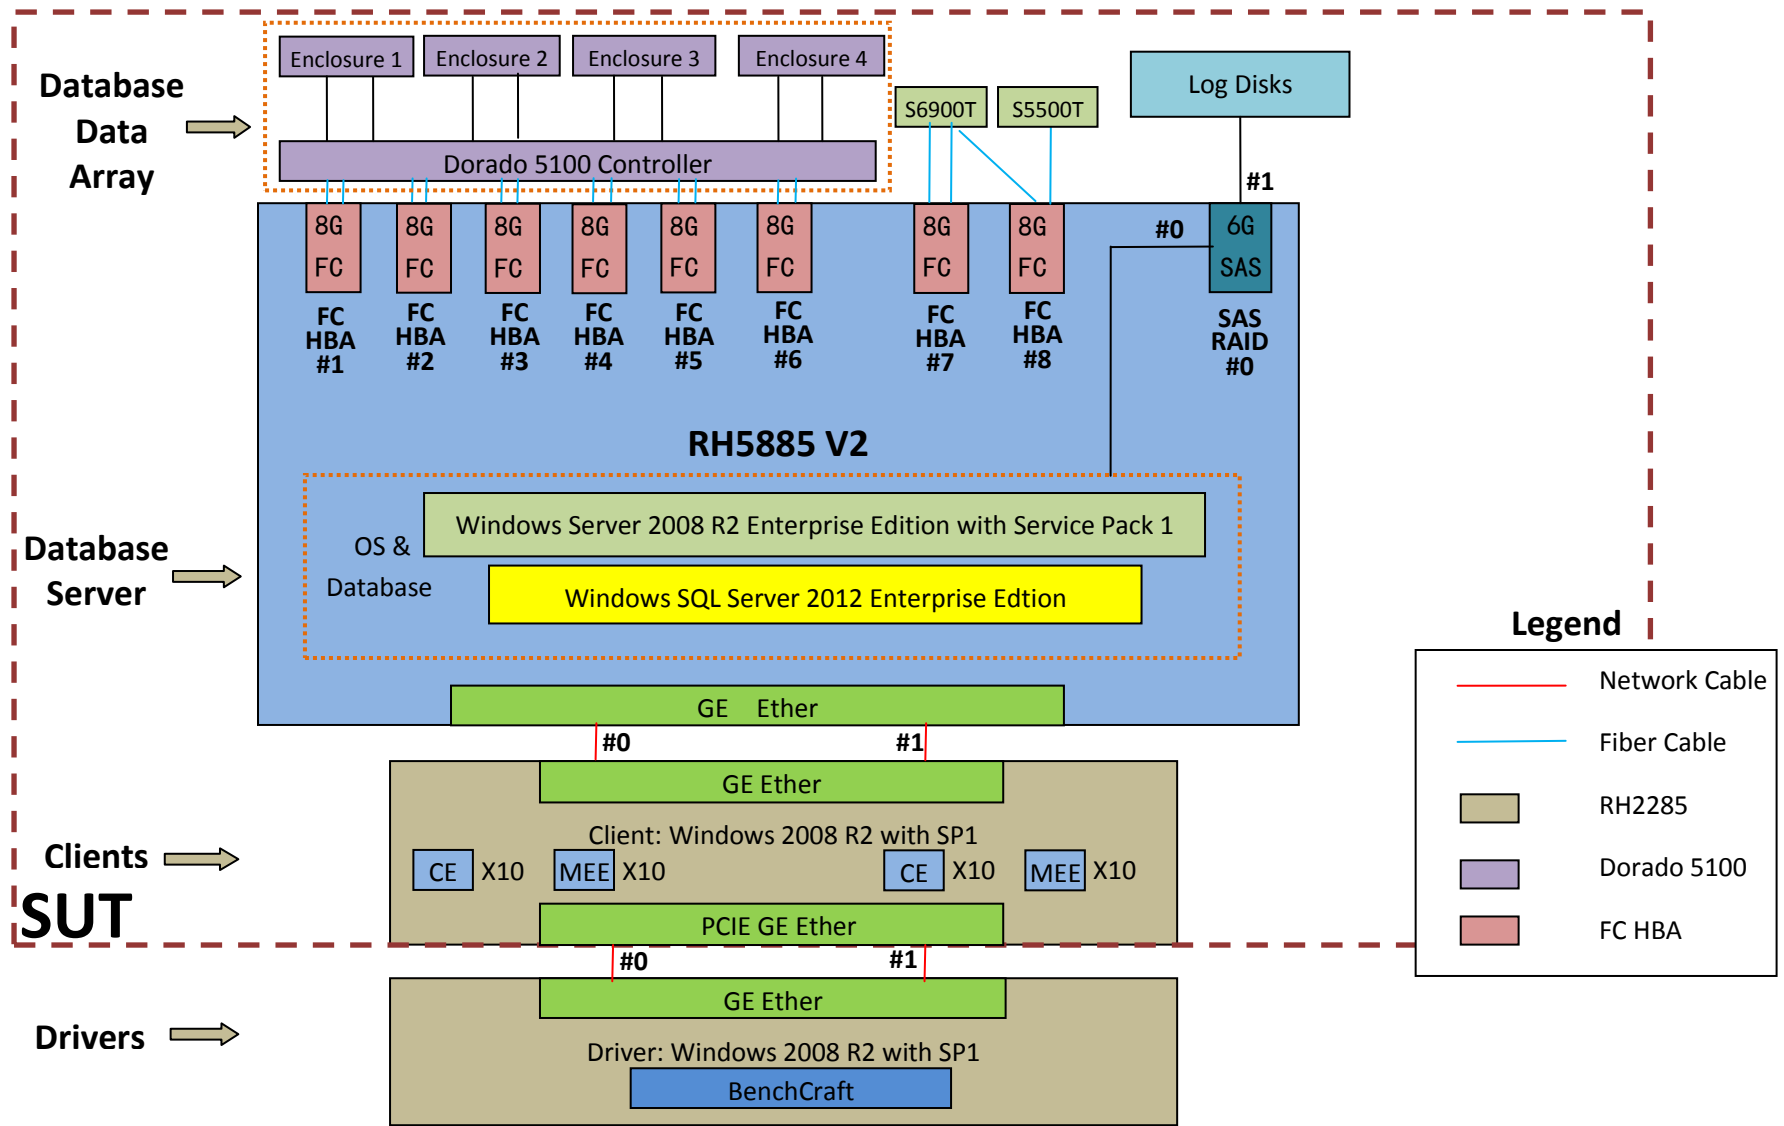 Enclosure 1
Enclosure 2
Enclosure 3
Enclosure 4
Database
Data
Array
S6900T
S5500T
Log Disks
Dorado 5100 Controller
#1
8G
FC
8G
FC
8G
FC
8G
FC
8G
FC
8G
FC
8G
FC
8G
FC
#0
6G
SAS
FC
HBA
#1
FC
HBA
#2
FC
HBA
#3
FC
HBA
#4
FC
HBA
#5
FC
HBA
#6
FC
HBA
#7
FC
HBA
#8
SAS
RAID
#0
RH5885 V2
Database
Server
OS &
Database
Windows Server 2008 R2 Enterprise Edition with Service Pack 1
Windows SQL Server 2012 Enterprise Edtion
GE Ether
#0
#1
GE Ether
Client: Windows 2008 R2 with SP1
Clients
CE X10
MEE X10
CE X10
MEE X10
SUT
PCIE GE Ether
#0
#1
GE Ether
Drivers
Driver: Windows 2008 R2 with SP1
BenchCraft
Legend
Network Cable
Fiber Cable
RH2285
Dorado 5100
FC HBA